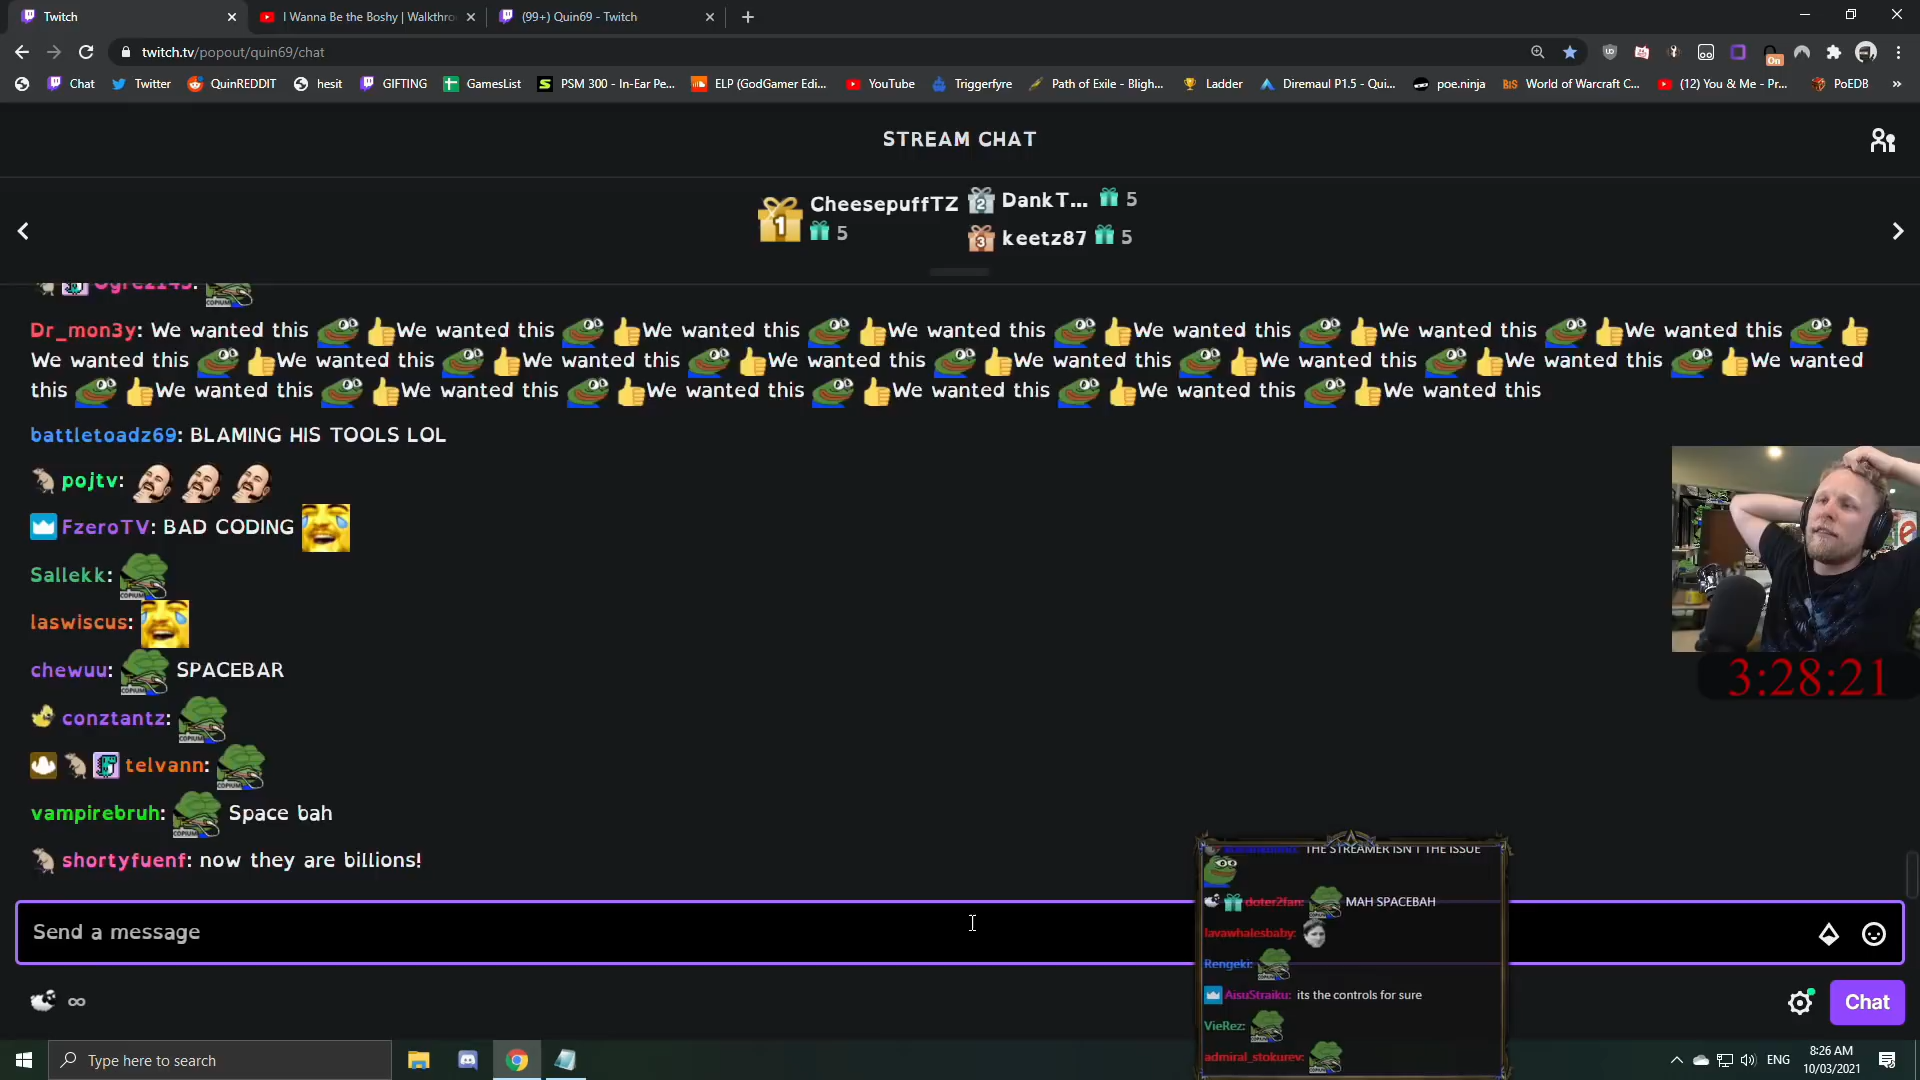 Twitch
I Wanna Be the Boshy | Walkthro
(99+) Quin69 - Twitch
twitch.tv/popout/quin69/chat
Chat
Twitter
QuinREDDIT
hesit
GIFTING
GamesList
PSM 300 - In-Ear Pe...
ELP (GodGamer Edi...
YouTube
Triggerfyre
Path of Exile - Bligh...
Ladder
Diremaul P1.5 - Qui...
poe.ninja
World of Warcraft C...
(12) You & Me - Pr...
PoEDB
On
STREAM CHAT
1 CheesepuffTZ 5
2 DankT... 5
3 keetz87 5
Dr_mon3y: We wanted this We wanted this We wanted this We wanted this We wanted this We wanted this We wanted this
We wanted this We wanted this We wanted this We wanted this We wanted this We wanted this We wanted this We wanted
this We wanted this We wanted this We wanted this We wanted this We wanted this We wanted this
battletoadz69: BLAMING HIS TOOLS LOL
pojtv:
FzeroTV: BAD CODING
Sallekk:
laswiscus:
chewuu: SPACEBAR
conztantz:
telvann:
vampirebruh: Space bah
shortyfuenf: now they are billions!
3:28:21
THE STREAMER ISN'T THE ISSUE
doter2fan: MAH SPACEBAH
lavawhalesbaby:
Rengeki:
AisuStraiku: its the controls for sure
VieRez:
admiral_stokurev:
Send a message
∞
Chat
Type here to search
ENG
8:26 AM
10/03/2021